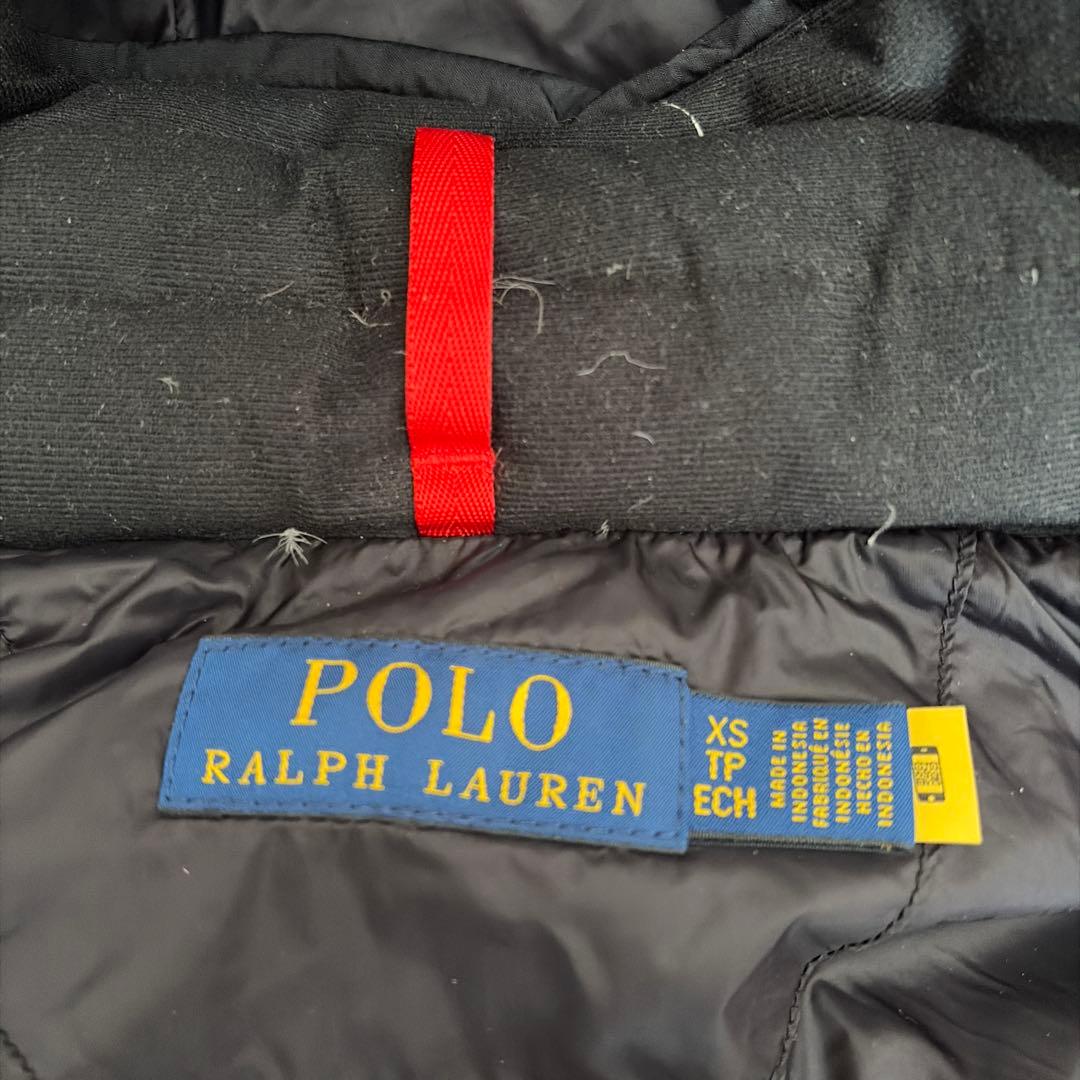 POLO
RALPH LAUREN
XS
TP
ECH
MADE IN
INDONESIA
FABRIQUÉ EN
INDONÉSIE
HECHO EN
INDONESIA